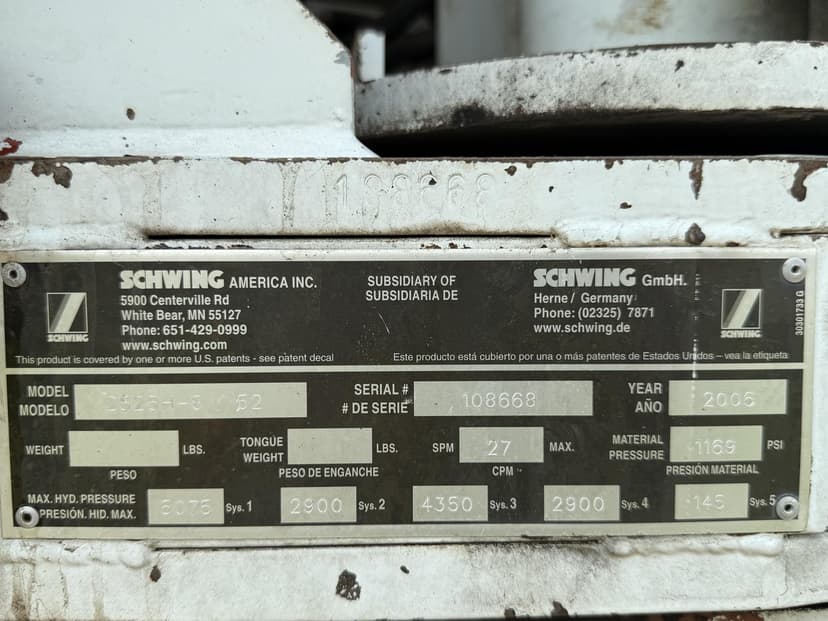 108668
SCHWING AMERICA INC.
5900 Centerville Rd
White Bear, MN 55127
Phone: 651-429-0999
www.schwing.com
SUBSIDIARY OF
SUBSIDIARIA DE
SCHWING GmbH.
Herne / Germany
Phone: (02325) 7871
www.schwing.de
SCHWING
SCHWING
30301733 G
This product is covered by one or more U.S. patents - see patent decal
Este producto está cubierto por una o más patentes de Estados Unidos – vea la etiqueta
MODEL
MODELO
52
SERIAL #
# DE SERIE
108668
YEAR
AÑO
WEIGHT LBS.
PESO
TONGUE
WEIGHT LBS.
PESO DE ENGANCHE
SPM 27 MAX.
CPM
MATERIAL
PRESSURE 1169 PSI
PRESIÓN MATERIAL
MAX. HYD. PRESSURE
PRESIÓN. HID. MAX.
Sys. 1
2900 Sys. 2
4350 Sys. 3
2900 Sys. 4
145 Sys. 5